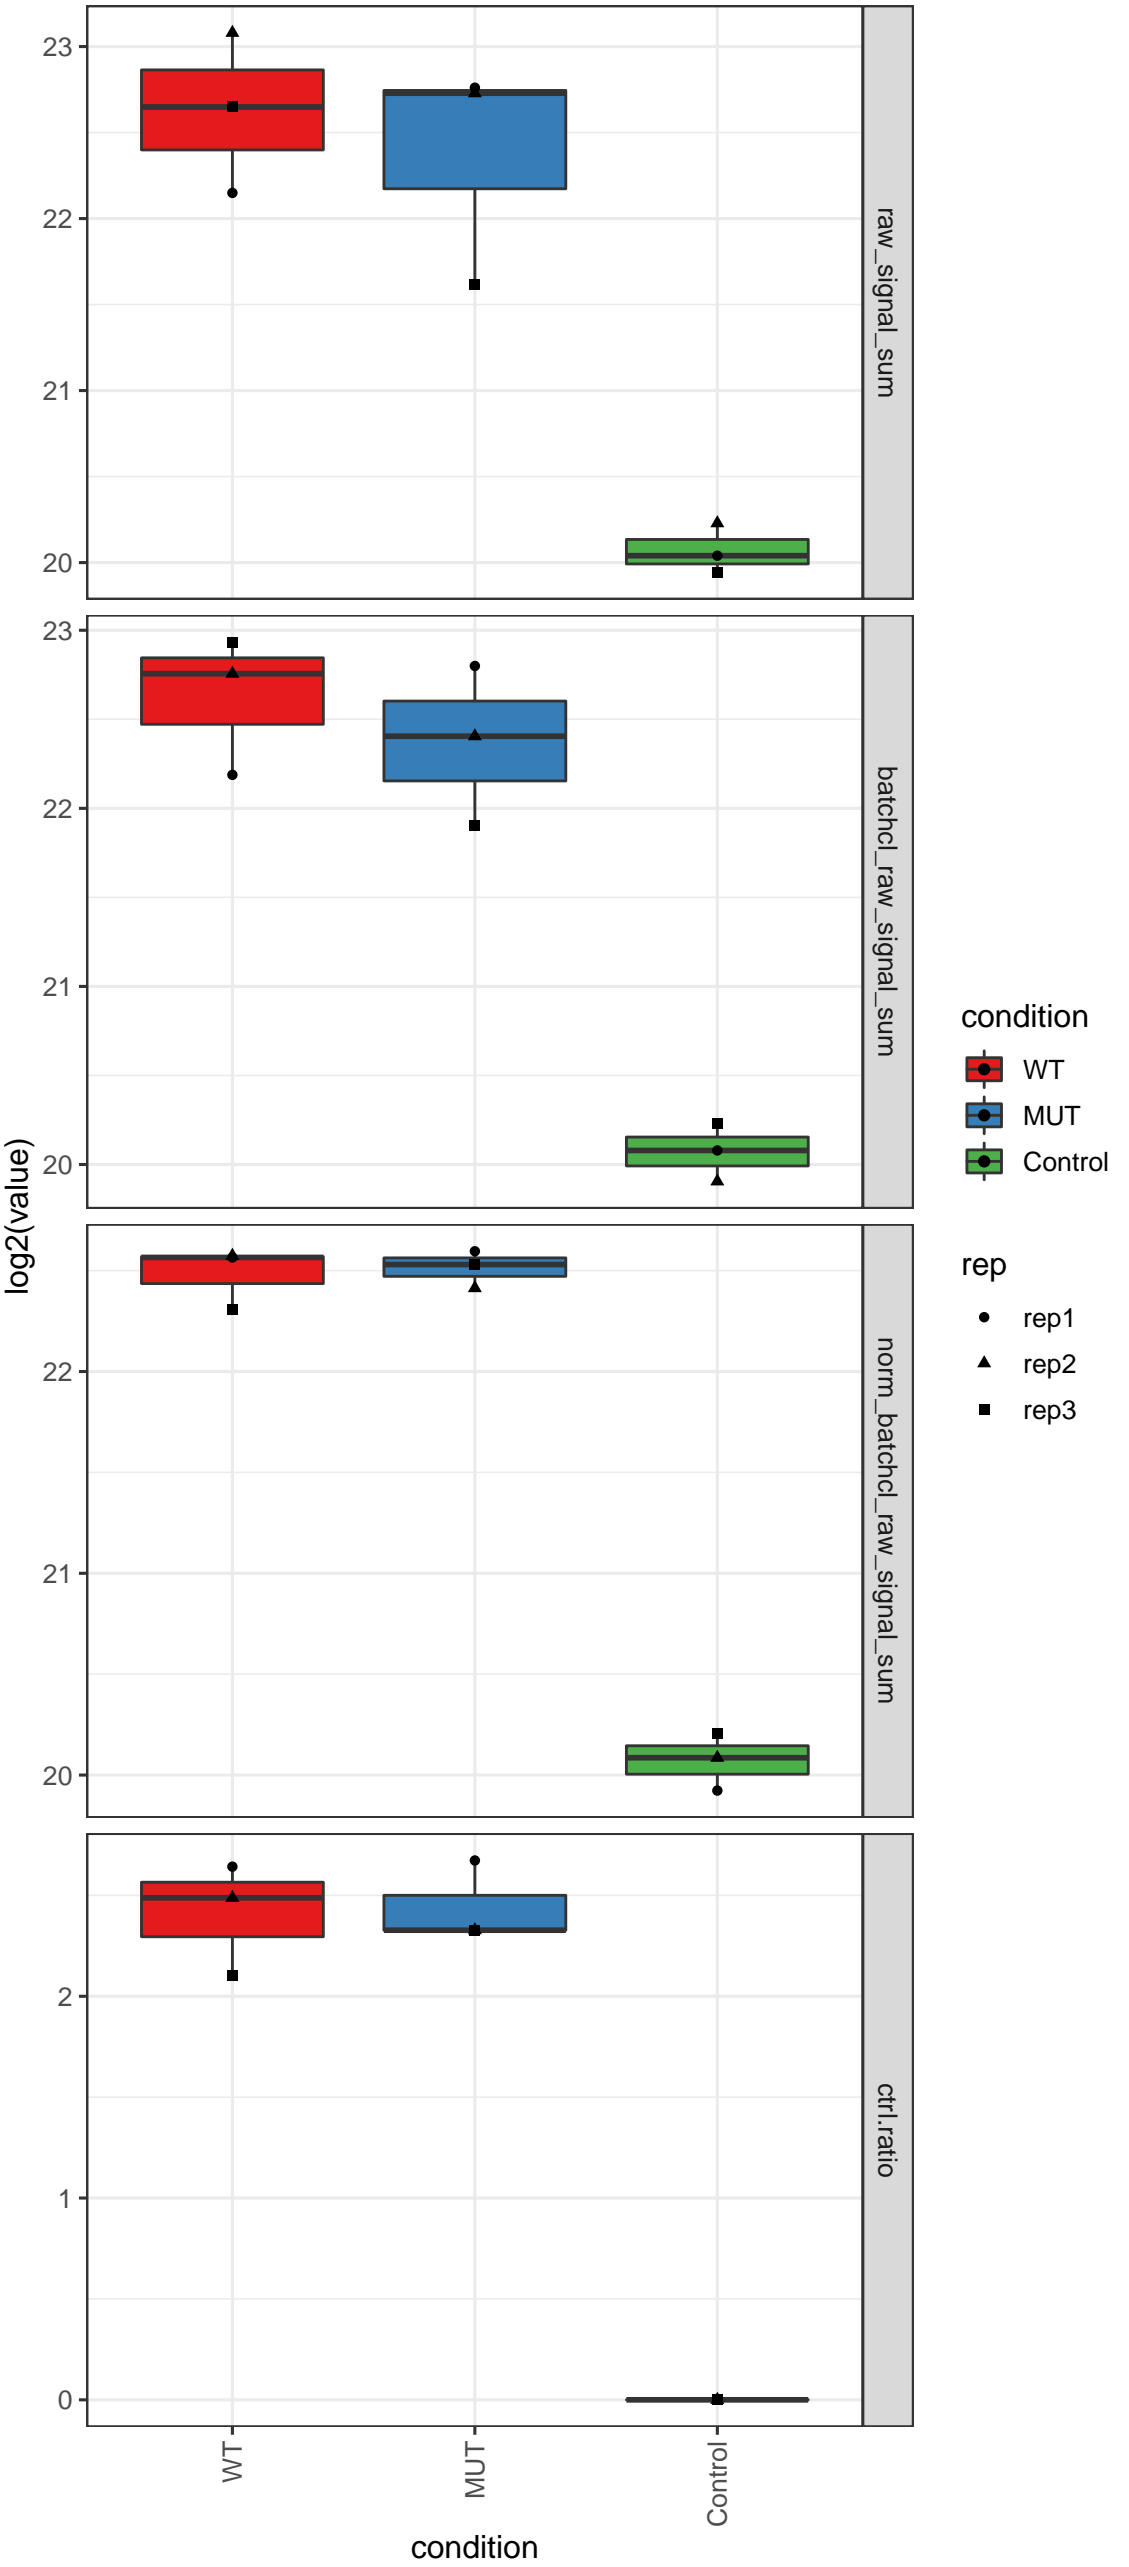 23
22
21
20
raw_signal_sum
23
22
21
20
batchcl_raw_signal_sum
22
21
20
norm_batchcl_raw_signal_sum
2
1
0
ctrl.ratio
log2(value)
WT
MUT
Control
condition
condition
WT
MUT
Control
rep
rep1
rep2
rep3